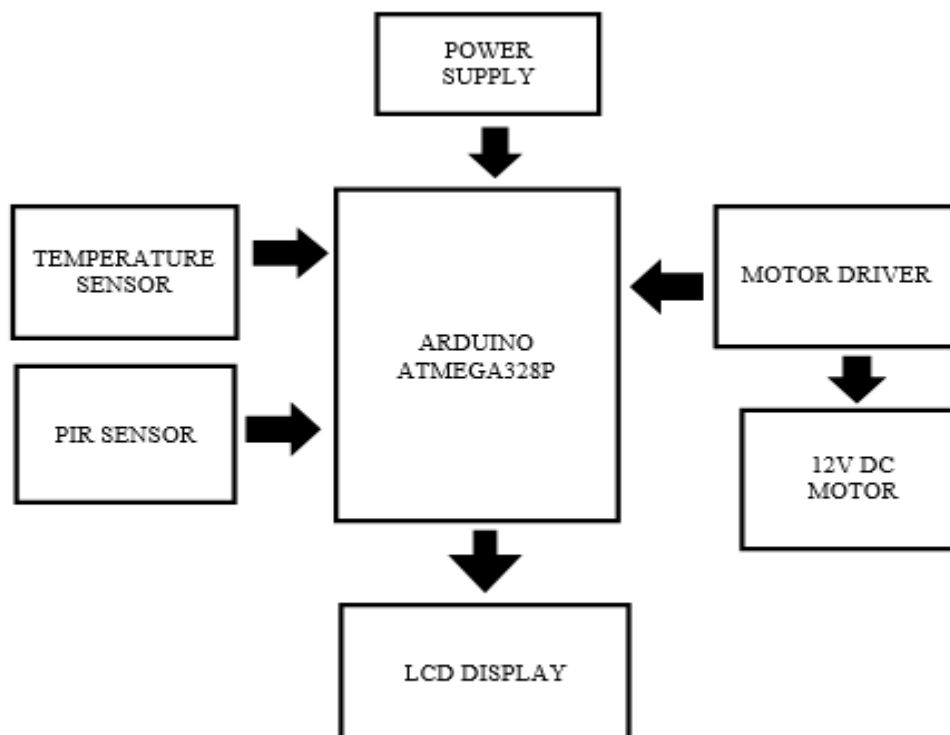 POWER
SUPPLY
TEMPERATURE
SENSOR
MOTOR DRIVER
ARDUINO
ATMEGA328P
PIR SENSOR
12V DC
MOTOR
LCD DISPLAY